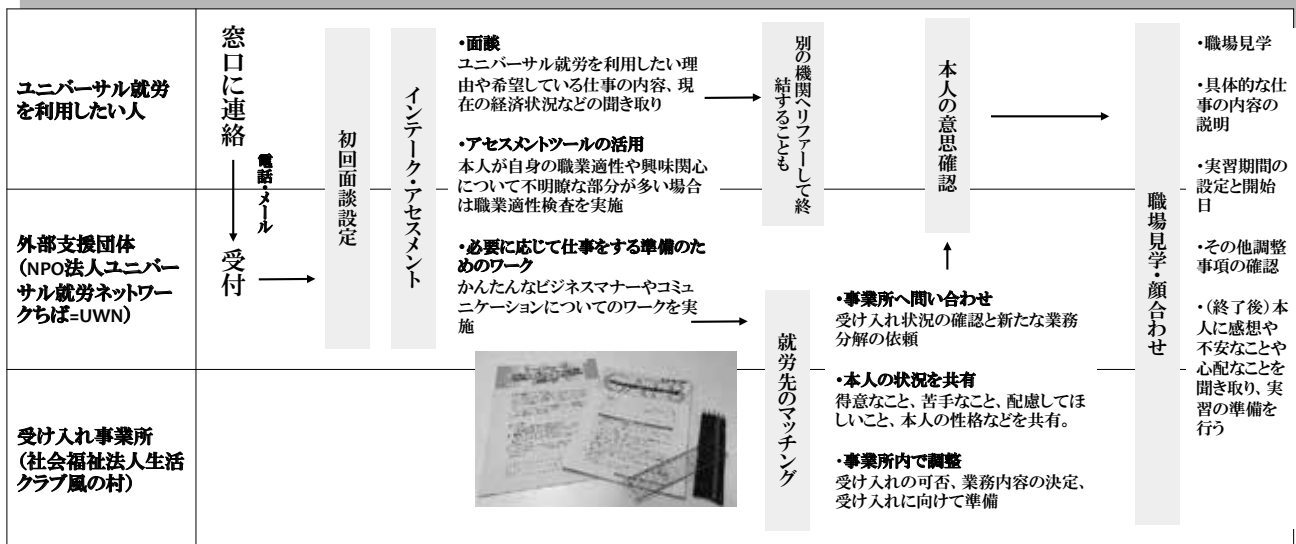 ユニバーサル就労
を利用したい人
外部支援団体
（NPO法人ユニバー
サル就労ネットワー
クちば=UWN）
受け入れ事業所
（社会福祉法人生活
クラブ風の村）
窓口に連絡
電話・メール
受付
初回面談設定
インテーク・アセスメント
・面談
ユニバーサル就労を利用したい理
由や希望している仕事の内容、現
在の経済状況などの聞き取り
・アセスメントツールの活用
本人が自身の職業適性や興味関心
について不明瞭な部分が多い場合
は職業適性検査を実施
・必要に応じて仕事をする準備のた
めのワーク
かんたんなビジネスマナーやコミュ
ニケーションについてのワークを実
施
別の機関へリファーして終
結することも
就労先のマッチング
本人の意思確認
・事業所へ問い合わせ
受け入れ状況の確認と新たな業務
分解の依頼
・本人の状況を共有
得意なこと、苦手なこと、配慮してほ
しいこと、本人の性格などを共有。
・事業所内で調整
受け入れの可否、業務内容の決定、
受け入れに向けて準備
職場見学・顔合わせ
・職場見学
・具体的な仕
事の内容の
説明
・実習期間の
設定と開始
日
・その他調整
事項の確認
・（終了後）本
人に感想や
不安なことや
心配なことを
聞き取り、実
習の準備を
行う